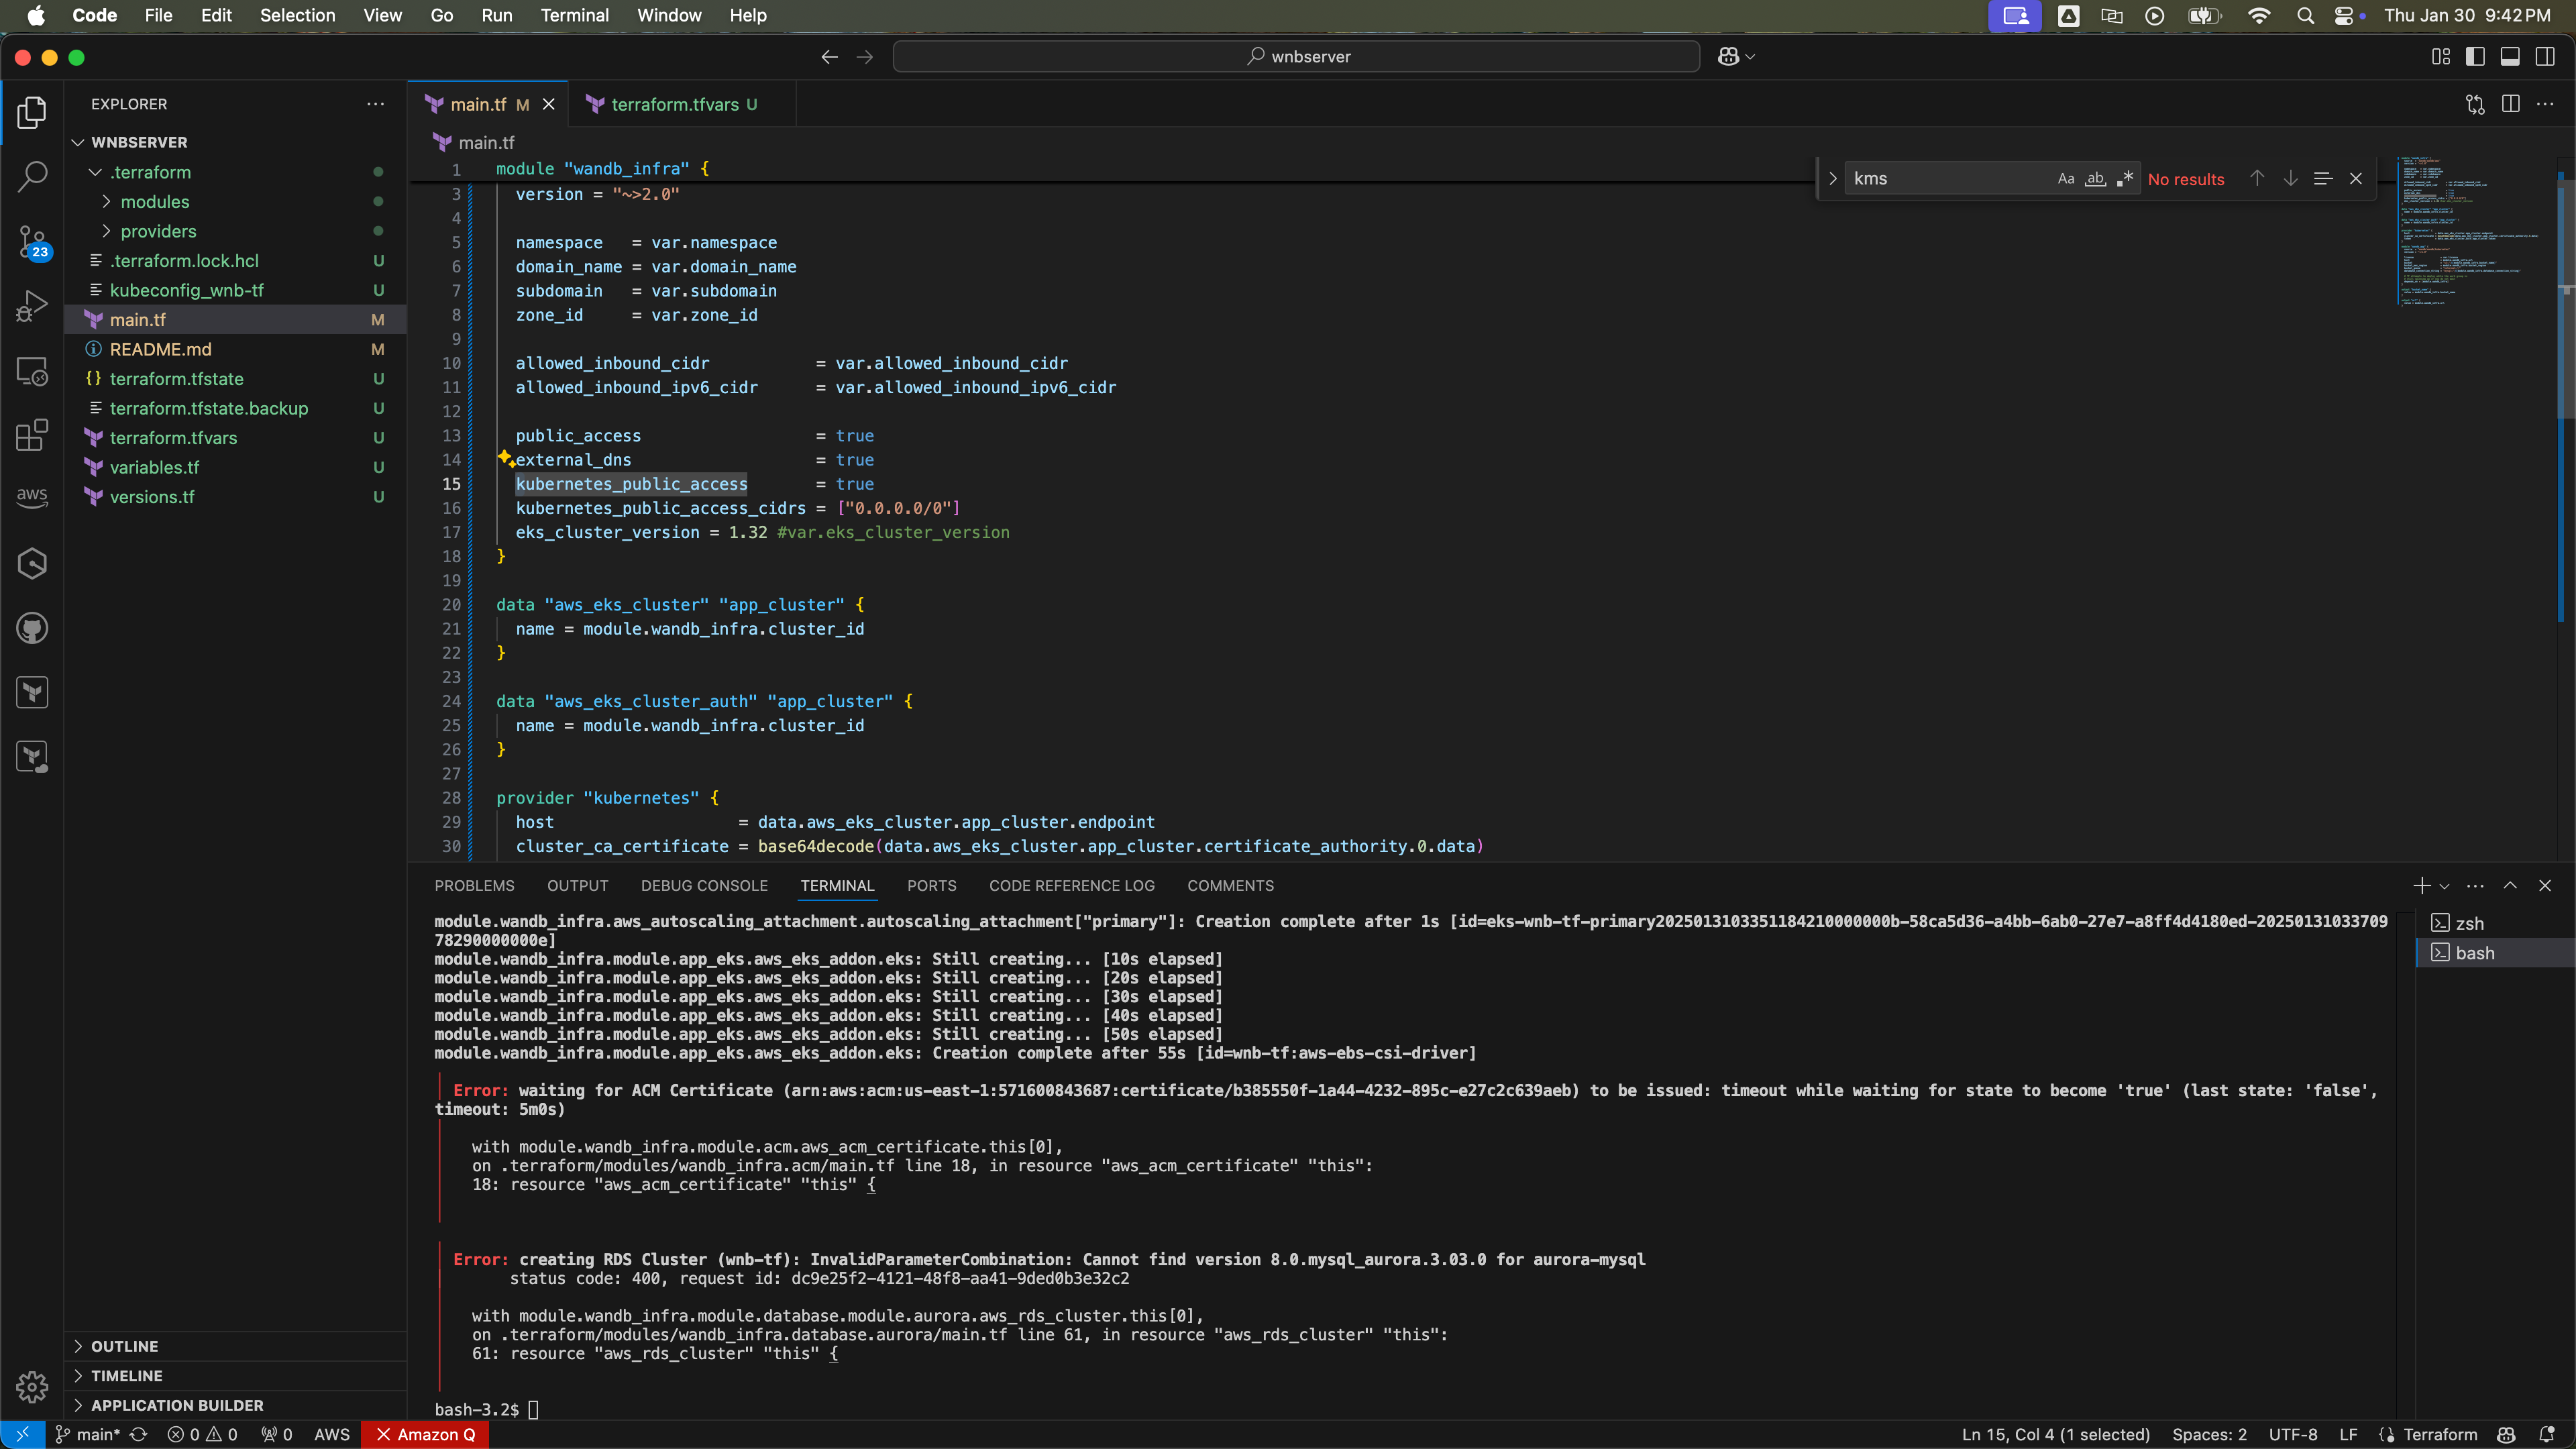 Code File Edit Selection View Go Run Terminal Window Help
Thu Jan 30 9:42 PM
wnbserver
EXPLORER
WNBSERVER
.terraform
modules
providers
.terraform.lock.hcl U
kubeconfig_wnb-tf U
main.tf M
README.md M
terraform.tfstate U
terraform.tfstate.backup U
terraform.tfvars U
variables.tf U
versions.tf U
23
aws
OUTLINE
TIMELINE
APPLICATION BUILDER
main.tf M
terraform.tfvars U
main.tf
kms Aa ab No results
1 module "wandb_infra" {
3 version = "~>2.0"
4
5 namespace = var.namespace
6 domain_name = var.domain_name
7 subdomain = var.subdomain
8 zone_id = var.zone_id
9
10 allowed_inbound_cidr = var.allowed_inbound_cidr
11 allowed_inbound_ipv6_cidr = var.allowed_inbound_ipv6_cidr
12
13 public_access = true
14 external_dns = true
15 kubernetes_public_access = true
16 kubernetes_public_access_cidrs = ["0.0.0.0/0"]
17 eks_cluster_version = 1.32 #var.eks_cluster_version
18 }
19
20 data "aws_eks_cluster" "app_cluster" {
21 name = module.wandb_infra.cluster_id
22 }
23
24 data "aws_eks_cluster_auth" "app_cluster" {
25 name = module.wandb_infra.cluster_id
26 }
27
28 provider "kubernetes" {
29 host = data.aws_eks_cluster.app_cluster.endpoint
30 cluster_ca_certificate = base64decode(data.aws_eks_cluster.app_cluster.certificate_authority.0.data)
PROBLEMS OUTPUT DEBUG CONSOLE TERMINAL PORTS CODE REFERENCE LOG COMMENTS
module.wandb_infra.aws_autoscaling_attachment.autoscaling_attachment["primary"]: Creation complete after 1s [id=eks-wnb-tf-primary20250131033511842100000000b-58ca5d36-a4bb-6ab0-27e7-a8ff4d4180ed-20250131033709
78290000000e]
module.wandb_infra.module.app_eks.aws_eks_addon.eks: Still creating... [10s elapsed]
module.wandb_infra.module.app_eks.aws_eks_addon.eks: Still creating... [20s elapsed]
module.wandb_infra.module.app_eks.aws_eks_addon.eks: Still creating... [30s elapsed]
module.wandb_infra.module.app_eks.aws_eks_addon.eks: Still creating... [40s elapsed]
module.wandb_infra.module.app_eks.aws_eks_addon.eks: Still creating... [50s elapsed]
module.wandb_infra.module.app_eks.aws_eks_addon.eks: Creation complete after 55s [id=wnb-tf:aws-ebs-csi-driver]
Error: waiting for ACM Certificate (arn:aws:acm:us-east-1:571600843687:certificate/b385550f-1a44-4232-895c-e27c2c639aeb) to be issued: timeout while waiting for state to become 'true' (last state: 'false',
timeout: 5m0s)
with module.wandb_infra.module.acm.aws_acm_certificate.this[0],
on .terraform/modules/wandb_infra.acm/main.tf line 18, in resource "aws_acm_certificate" "this":
18: resource "aws_acm_certificate" "this" {
Error: creating RDS Cluster (wnb-tf): InvalidParameterCombination: Cannot find version 8.0.mysql_aurora.3.03.0 for aurora-mysql
status code: 400, request id: dc9e25f2-4121-48f8-aa41-9ded0b3e32c2
with module.wandb_infra.module.database.module.aurora.aws_rds_cluster.this[0],
on .terraform/modules/wandb_infra.database.aurora/main.tf line 61, in resource "aws_rds_cluster" "this":
61: resource "aws_rds_cluster" "this" {
bash-3.2$
zsh
bash
main* 0 0 0 AWS Amazon Q
Ln 15, Col 4 (1 selected) Spaces: 2 UTF-8 LF Terraform